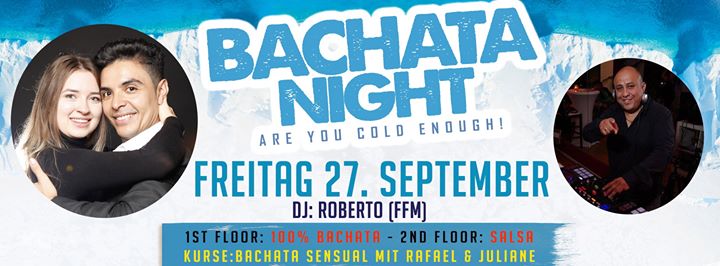 BACHATA
NIGHT
ARE YOU COLD ENOUGH!
FREITAG 27. SEPTEMBER
DJ: ROBERTO (FFM)
1ST FLOOR: 100% BACHATA - 2ND FLOOR: SALSA
KURSE:BACHATA SENSUAL MIT RAFAEL & JULIANE